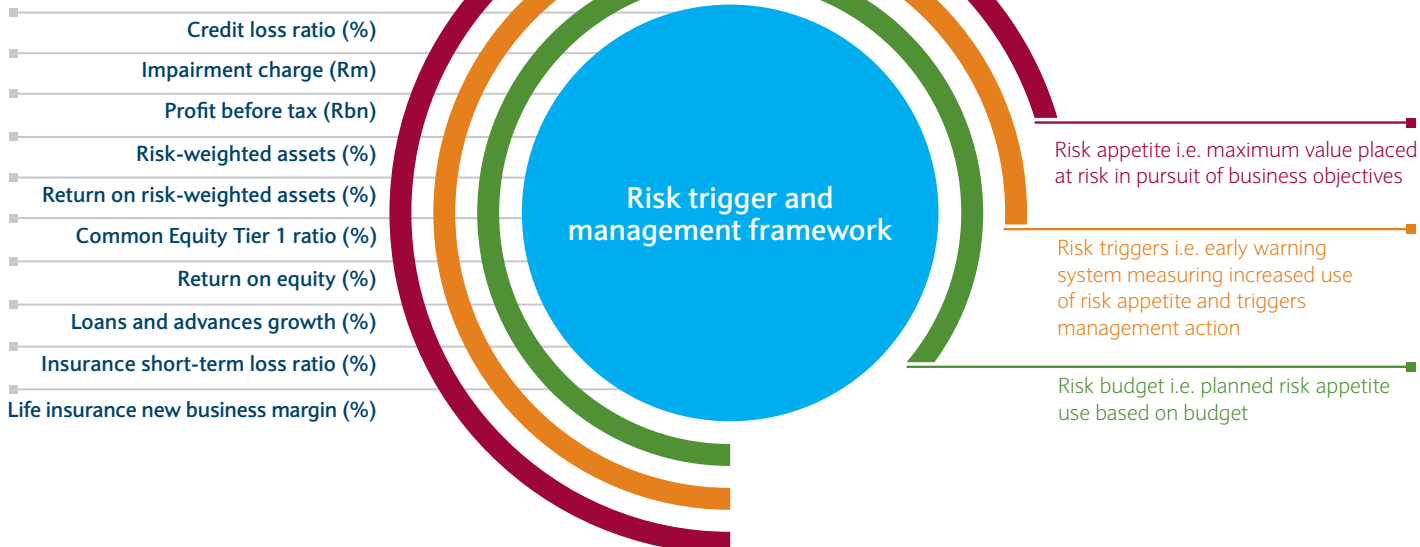 Credit loss ratio (%)
Impairment charge (Rm)
Profit before tax (Rbn)
Risk-weighted assets (%)
Return on risk-weighted assets (%)
Common Equity Tier 1 ratio (%)
Return on equity (%)
Loans and advances growth (%)
Insurance short-term loss ratio (%)
Life insurance new business margin (%)
Risk trigger and
management framework
Risk appetite i.e. maximum value placed
at risk in pursuit of business objectives
Risk triggers i.e. early warning
system measuring increased use
of risk appetite and triggers
management action
Risk budget i.e. planned risk appetite
use based on budget